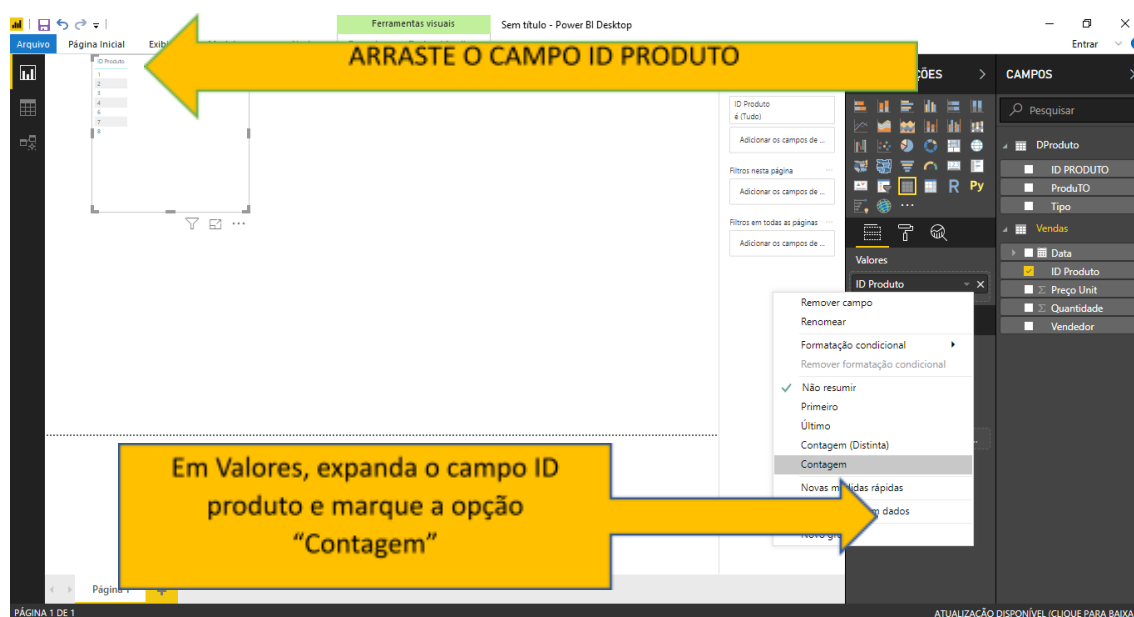 Ferramentas visuais
Sem título - Power BI Desktop
Arquivo
Página Inicial
Entrar
ARRASTE O CAMPO ID PRODUTO
ID Produto
1
2
3
4
6
7
8
ID Produto
é (Tudo)
Adicionar os campos de ...
Filtros nesta página
Adicionar os campos de ...
Filtros em todas as páginas
Adicionar os campos de ...
R Py
Valores
ID Produto
Remover campo
Renomear
Formatação condicional
Remover formatação condicional
Não resumir
Primeiro
Último
Contagem (Distinta)
Contagem
CAMPOS
Pesquisar
DProduto
ID PRODUTO
ProduTO
Tipo
Vendas
Data
ID Produto
Σ Preço Unit
Σ Quantidade
Vendedor
Em Valores, expanda o campo ID
produto e marque a opção
“Contagem”
dados
PÁGINA 1 DE 1
ATUALIZAÇÃO DISPONÍVEL (CLIQUE PARA